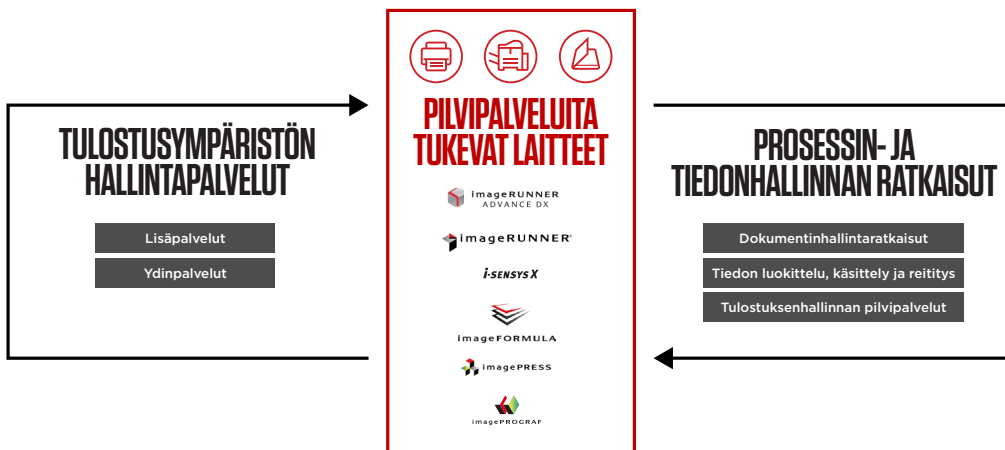 TULOSTUSYMPÄRISTÖN
HALLINTAPALVELUT
Lisäpalvelut
Ydinpalvelut
PILVIPALVELUITA
TUKEVAT LAITTEET
imageRUNNER
ADVANCE DX
imageRUNNER®
i-SENSYS X
imageFORMULA
imagePRESS
imagePROGRAF
PROSESSIN- JA
TIEDONHALLINNAN RATKAISUT
Dokumentinhallintaratkaisut
Tiedon luokittelu, käsittely ja reititys
Tulostuksenhallinnan pilvipalvelut